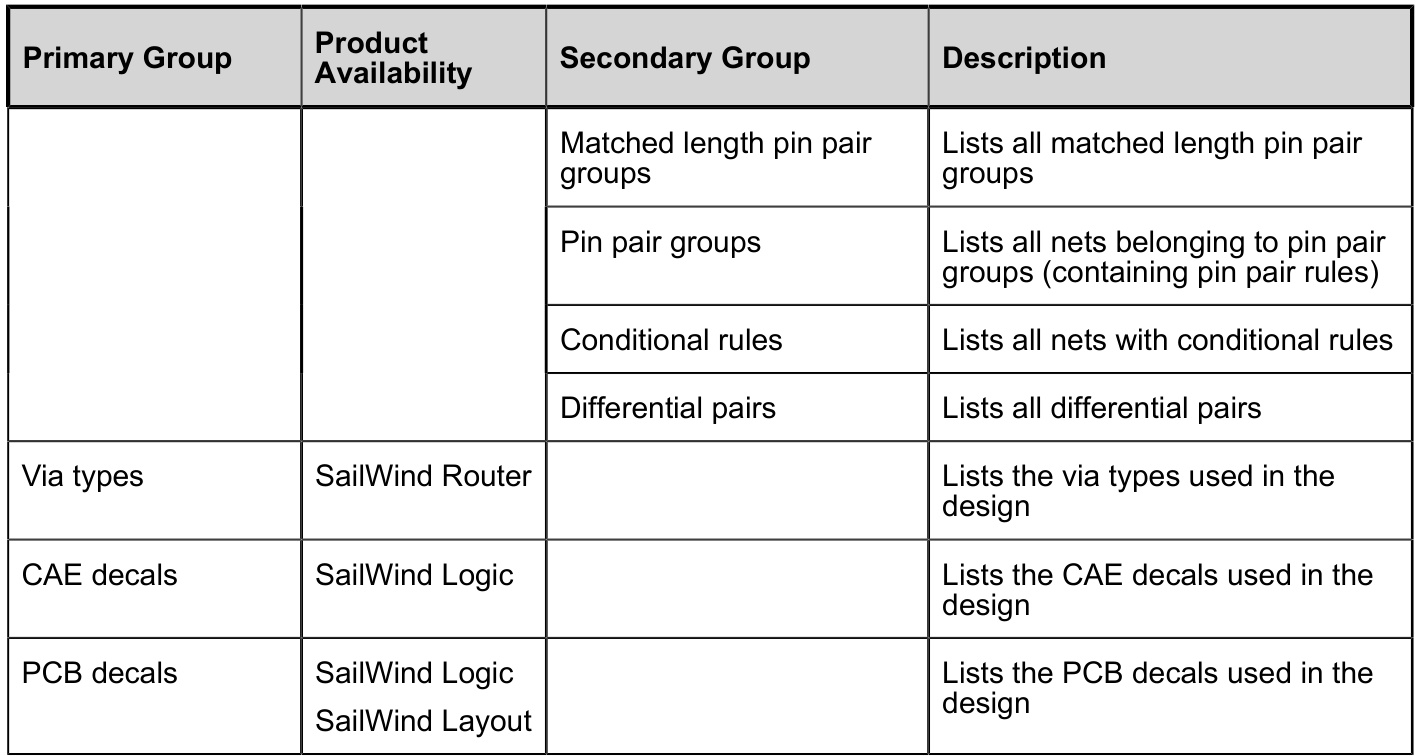 Primary Group
Product
Availability
Secondary Group
Description
Matched length pin pair
groups
Lists all matched length pin pair
groups
Pin pair groups
Lists all nets belonging to pin pair
groups (containing pin pair rules)
Conditional rules
Lists all nets with conditional rules
Differential pairs
Lists all differential pairs
Via types
SailWind Router
Lists the via types used in the
design
CAE decals
SailWind Logic
Lists the CAE decals used in the
design
PCB decals
SailWind Logic
SailWind Layout
Lists the PCB decals used in the
design